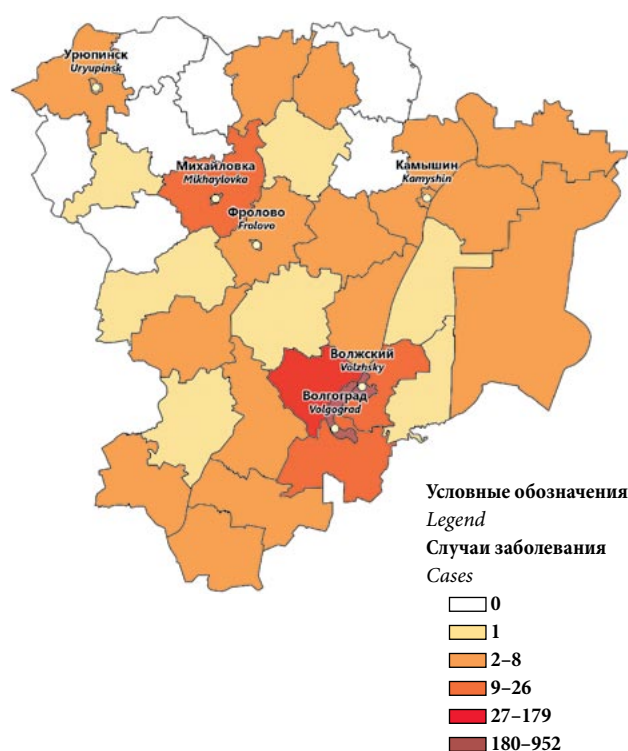 Урюпинск
Uryupinsk
Михайловка
Mikhaylovka
Камышин
Kamyshin
Фролово
Frolovo
Волжский
Volzhsky
Волгоград
Volgograd
Условные обозначения
Legend
Случаи заболевания
Cases
0
1
2–8
9–26
27–179
180–952